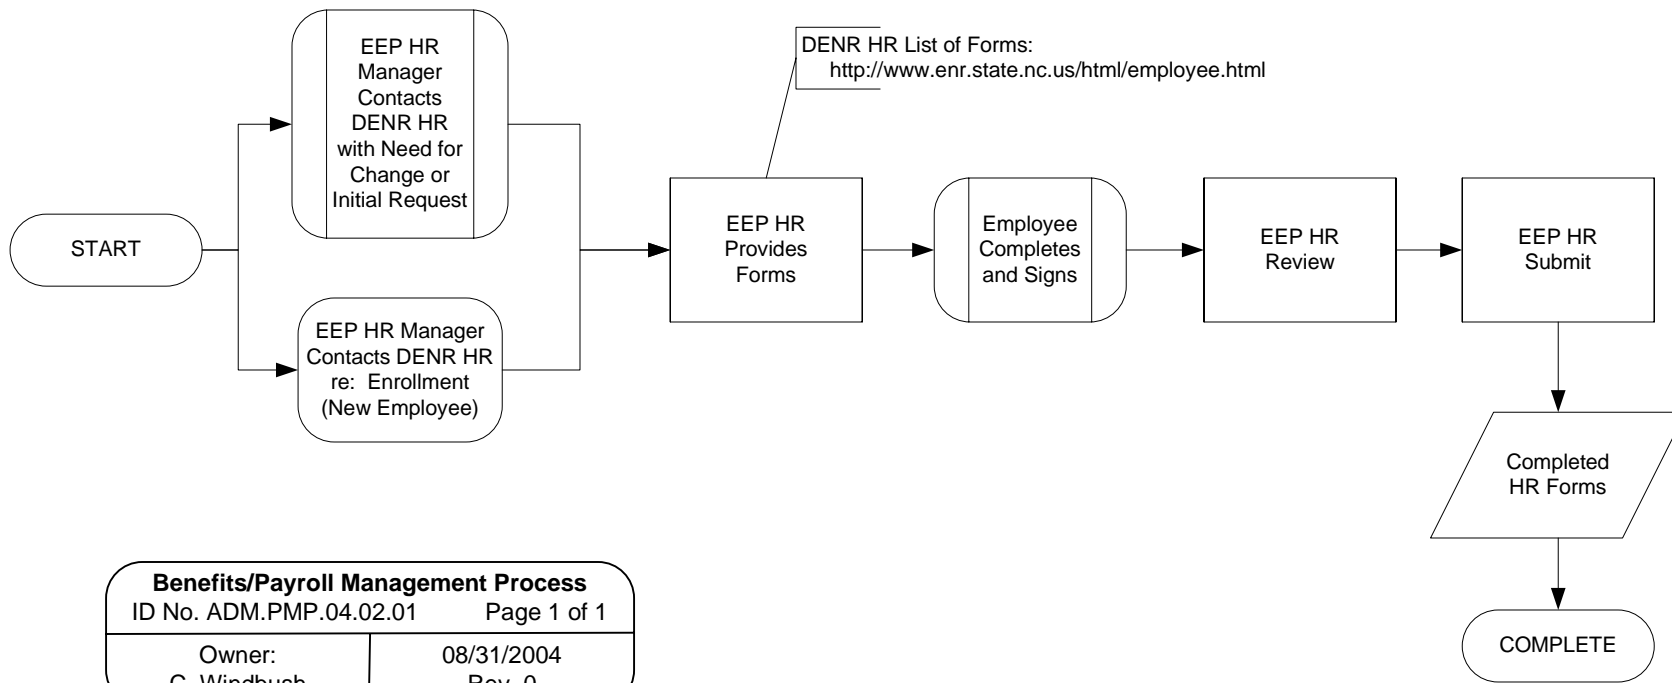 START
EEP HR
Manager
Contacts
DENR HR
with Need for
Change or
Initial Request
EEP HR Manager
Contacts DENR HR
re: Enrollment
(New Employee)
DENR HR List of Forms:
http://www.enr.state.nc.us/html/employee.html
EEP HR
Provides
Forms
Employee
Completes
and Signs
EEP HR
Review
EEP HR
Submit
Completed
HR Forms
COMPLETE
Benefits/Payroll Management Process
ID No. ADM.PMP.04.02.01 Page 1 of 1
Owner:
C. Windbush
08/31/2004
Rev. 0